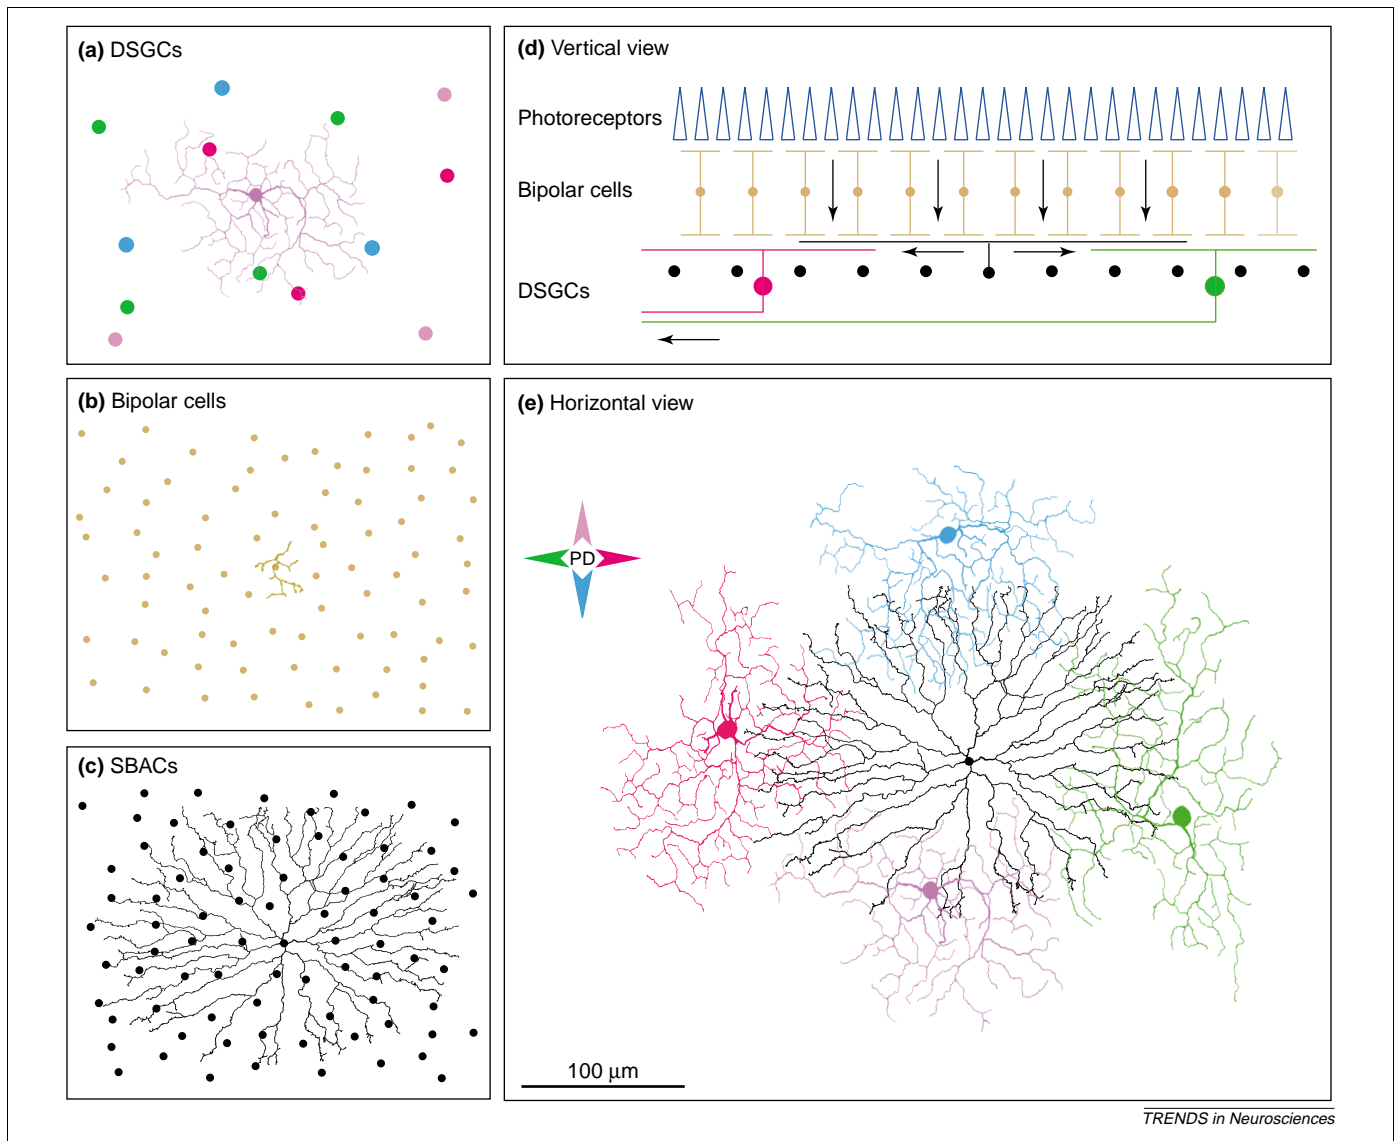 (a) DSGCs
(b) Bipolar cells
(c) SBACs
(d) Vertical view
Photoreceptors
Bipolar cells
DSGCs
(e) Horizontal view
PD
100 μm
TRENDS in Neurosciences